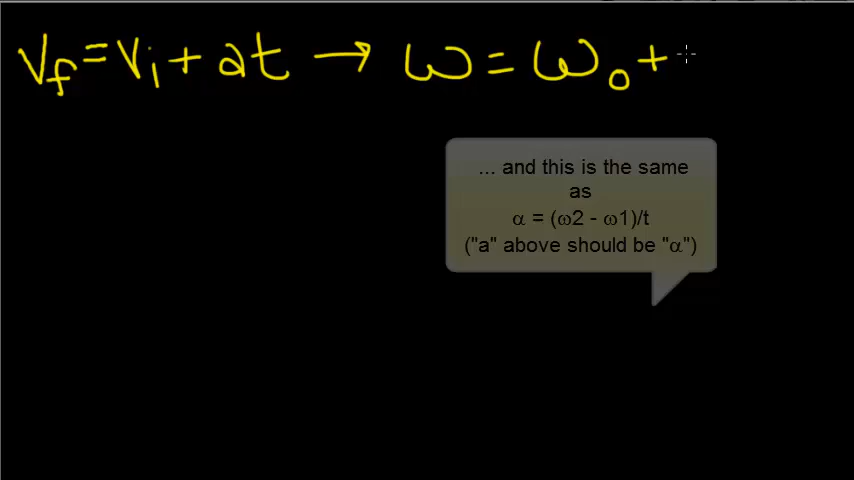 Vf = Vi + at → ω = ω0 +
... and this is the same
as
α = (ω2 - ω1)/t
("a" above should be "α")